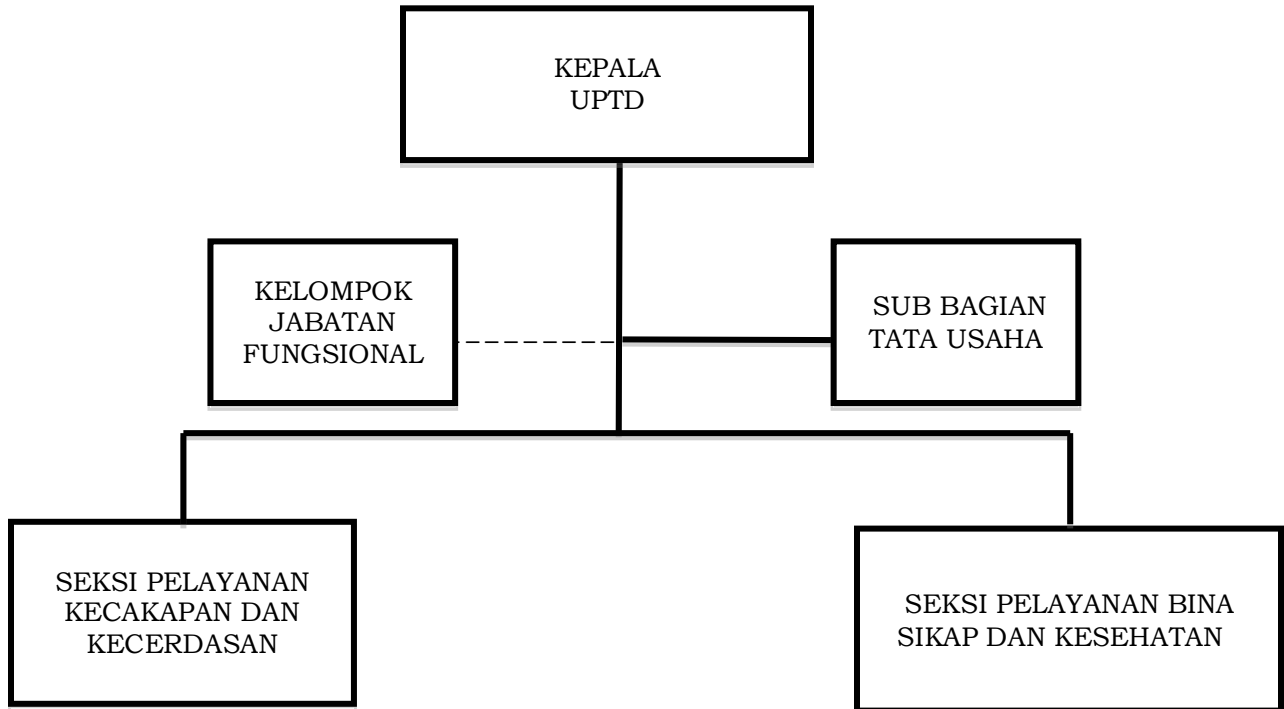 KEPALA
UPTD
KELOMPOK
JABATAN
FUNGSIONAL
SUB BAGIAN
TATA USAHA
SEKSI PELAYANAN
KECAKAPAN DAN
KECERDASAN
SEKSI PELAYANAN BINA
SIKAP DAN KESEHATAN